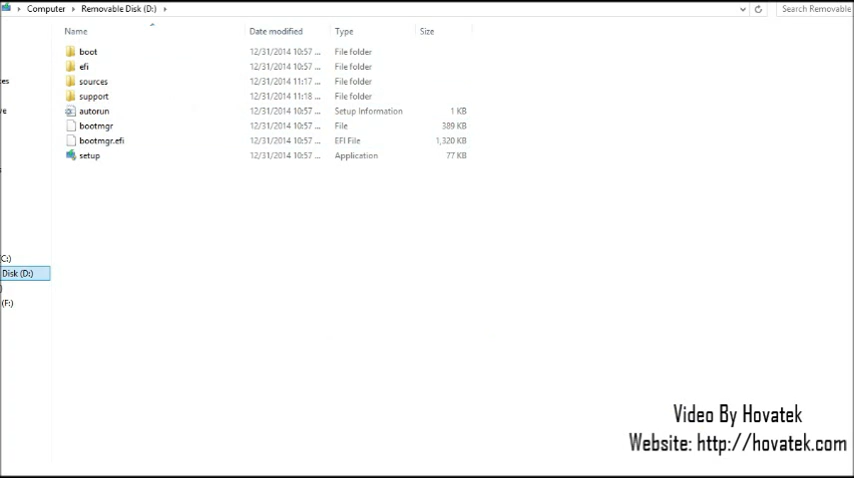 Computer Removable Disk (D:) Search Removable
Name Date modified Type Size
boot 12/31/2014 10:57 ... File folder
efi 12/31/2014 10:57 ... File folder
sources 12/31/2014 11:17 ... File folder
support 12/31/2014 11:18 ... File folder
autorun 12/31/2014 10:57 ... Setup Information 1 KB
bootmgr 12/31/2014 10:57 ... File 389 KB
bootmgr.efi 12/31/2014 10:57 ... EFI File 1,320 KB
setup 12/31/2014 10:57 ... Application 77 KB
C:)
Disk (D:)
(F:)
Video By Hovatek
Website: http://hovatek.com